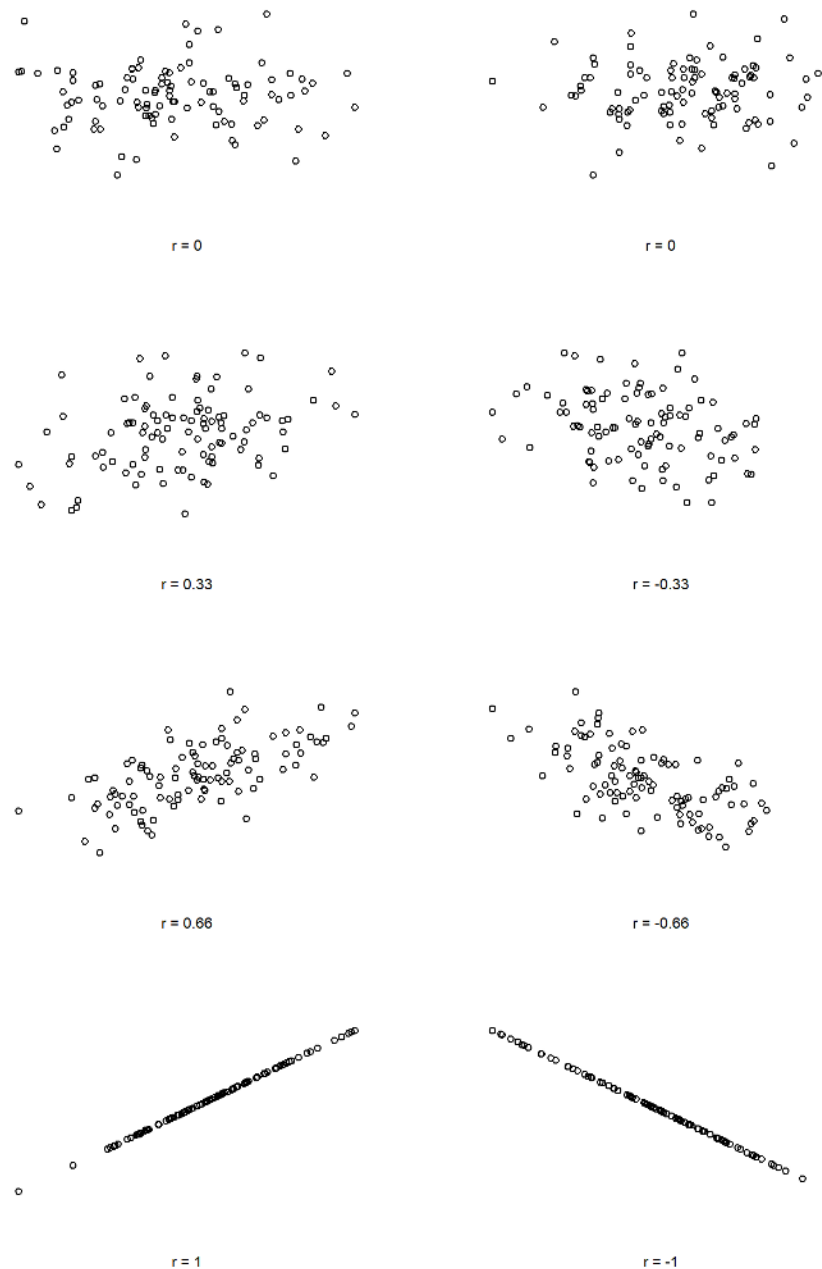 r = 0
r = 0
r = 0.33
r = -0.33
r = 0.66
r = -0.66
r = 1
r = -1